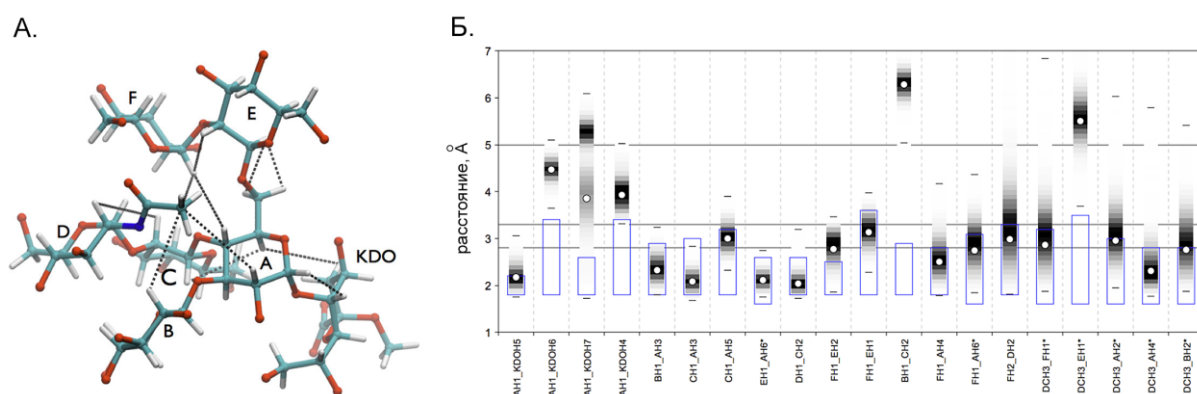 А.
Б.
F
E
D
C
A
B
KDO
расстояние, Å
7
6
5
4
3
2
1
AH1_KDOH5
AH1_KDOH6
AH1_KDOH7
AH1_KDOH4
BH1_AH3
CH1_AH3
CH1_AH5
EH1_AH6*
DH1_CH2
FH1_EH2
FH1_EH1
BH1_CH2
FH1_AH4
FH1_AH6*
FH2_DH2
DCH3_FH1*
DCH3_EH1*
DCH3_AH2*
DCH3_AH4*
DCH3_BH2*